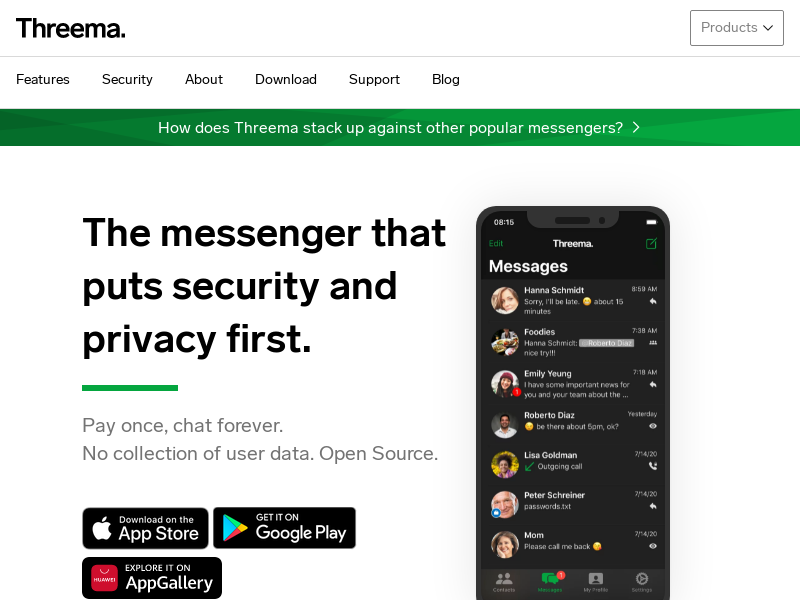 Threema.
Products
Features
Security
About
Download
Support
Blog
How does Threema stack up against other popular messengers?
The messenger that
puts security and
privacy first.
Pay once, chat forever.
No collection of user data. Open Source.
Download on the
App Store
GET IT ON
Google Play
HUAWEI
EXPLORE IT ON
AppGallery
08:15
Edit
Threema.
Messages
Hanna Schmidt
8:59 AM
Sorry, I'll be late. 😅 about 15
minutes
Foodies
7:38 AM
Hanna Schmidt: @Roberto Diaz
nice try!!!
Emily Yeung
7:18 AM
I have some important news for
you and your team about the ...
1
Roberto Diaz
Yesterday
😄 be there about 5pm, ok?
Lisa Goldman
7/14/20
Outgoing call
Peter Schreiner
7/14/20
passwords.txt
Mom
7/14/20
Please call me back 😘
1
Contacts
Messages
My Profile
Settings